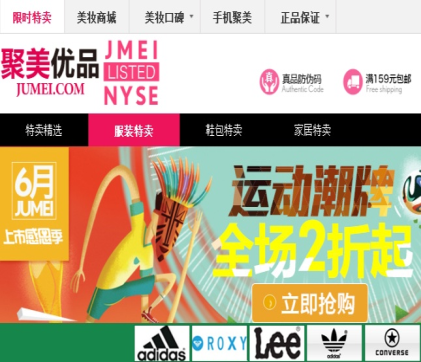 限时特卖 美妆商城 美妆口碑 手机聚美 正品保证
聚美优品 JMEI
LISTED
JUMEI.COM NYSE
真品防伪码 满159元包邮
Authentic Code Free shipping
特卖精选 服装特卖 鞋包特卖 家居特卖
6月
JUMEI
上市感恩季
运动潮牌
全场2折起
立即抢购
adidas ROXY Lee adidas CONVERSE